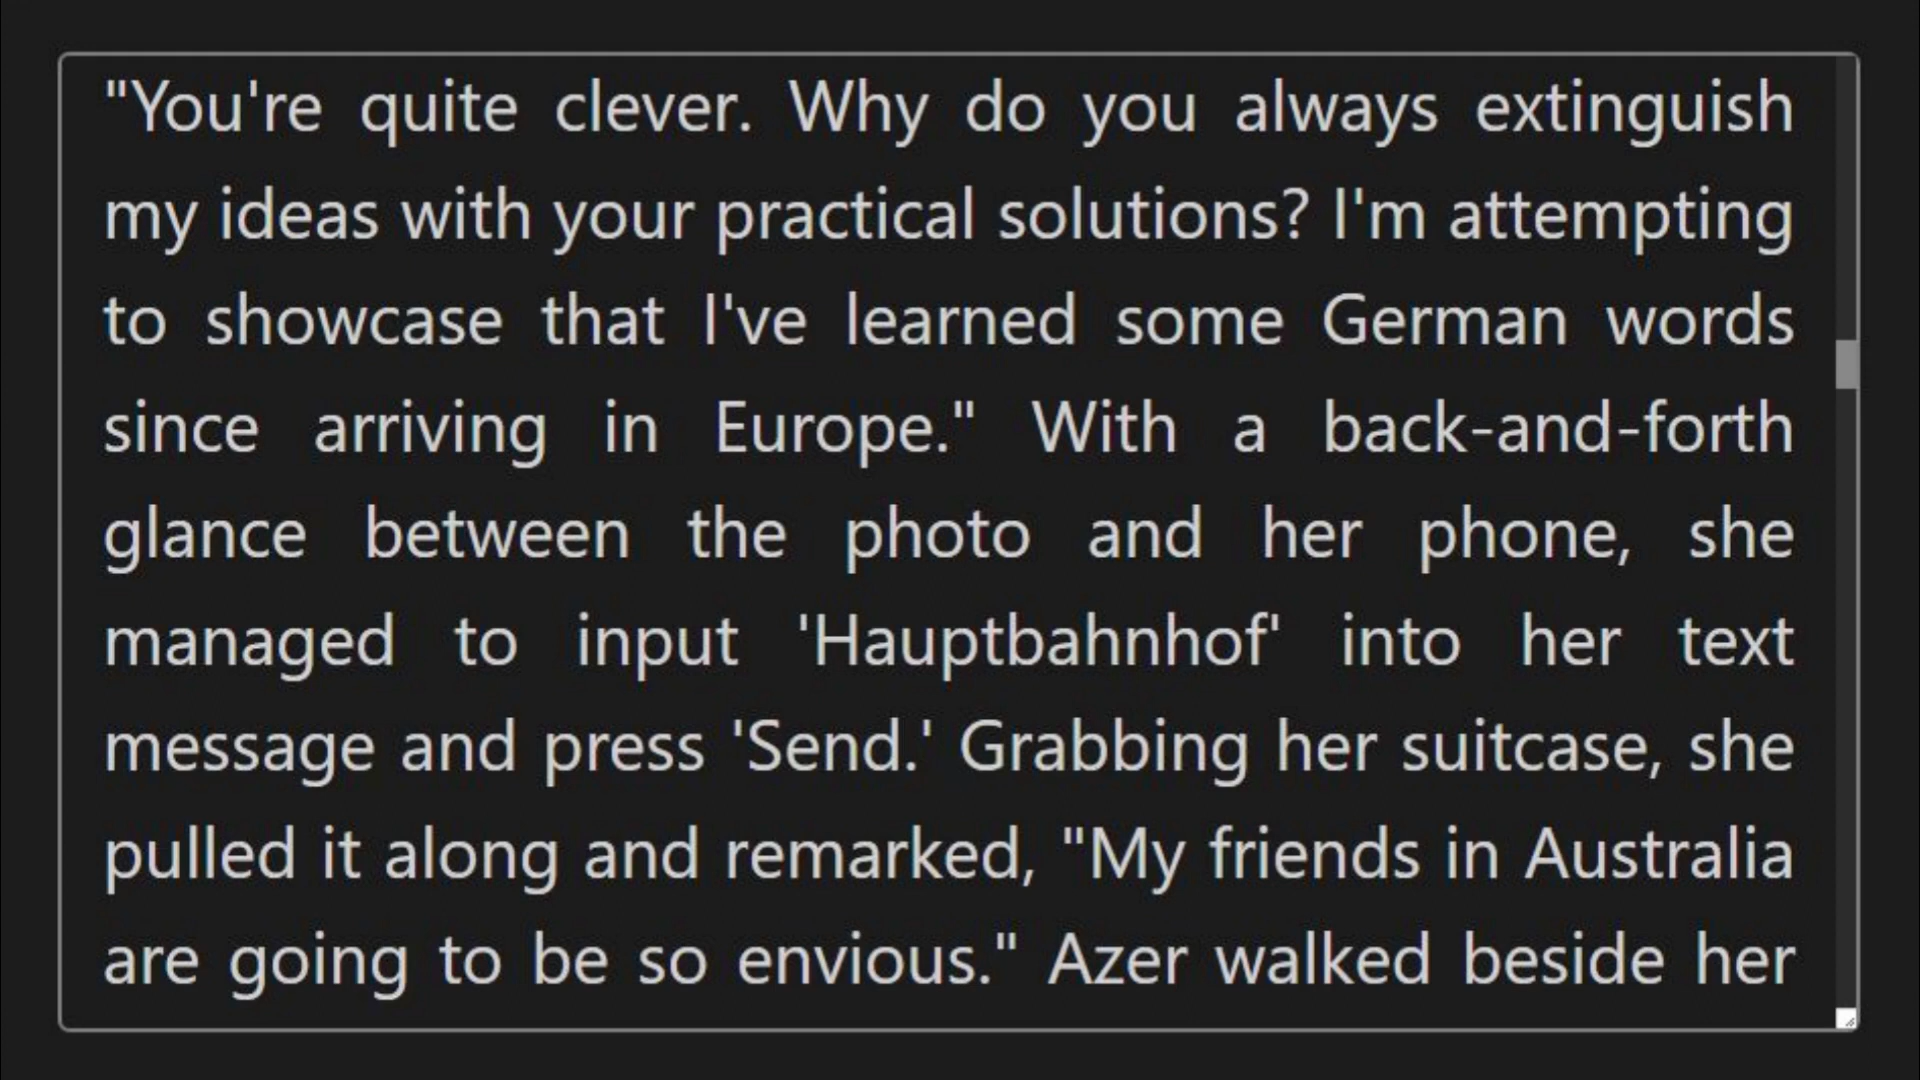 "You're quite clever. Why do you always extinguish
my ideas with your practical solutions? I'm attempting
to showcase that I've learned some German words
since arriving in Europe." With a back-and-forth
glance between the photo and her phone, she
managed to input 'Hauptbahnhof' into her text
message and press 'Send.' Grabbing her suitcase, she
pulled it along and remarked, "My friends in Australia
are going to be so envious." Azer walked beside her